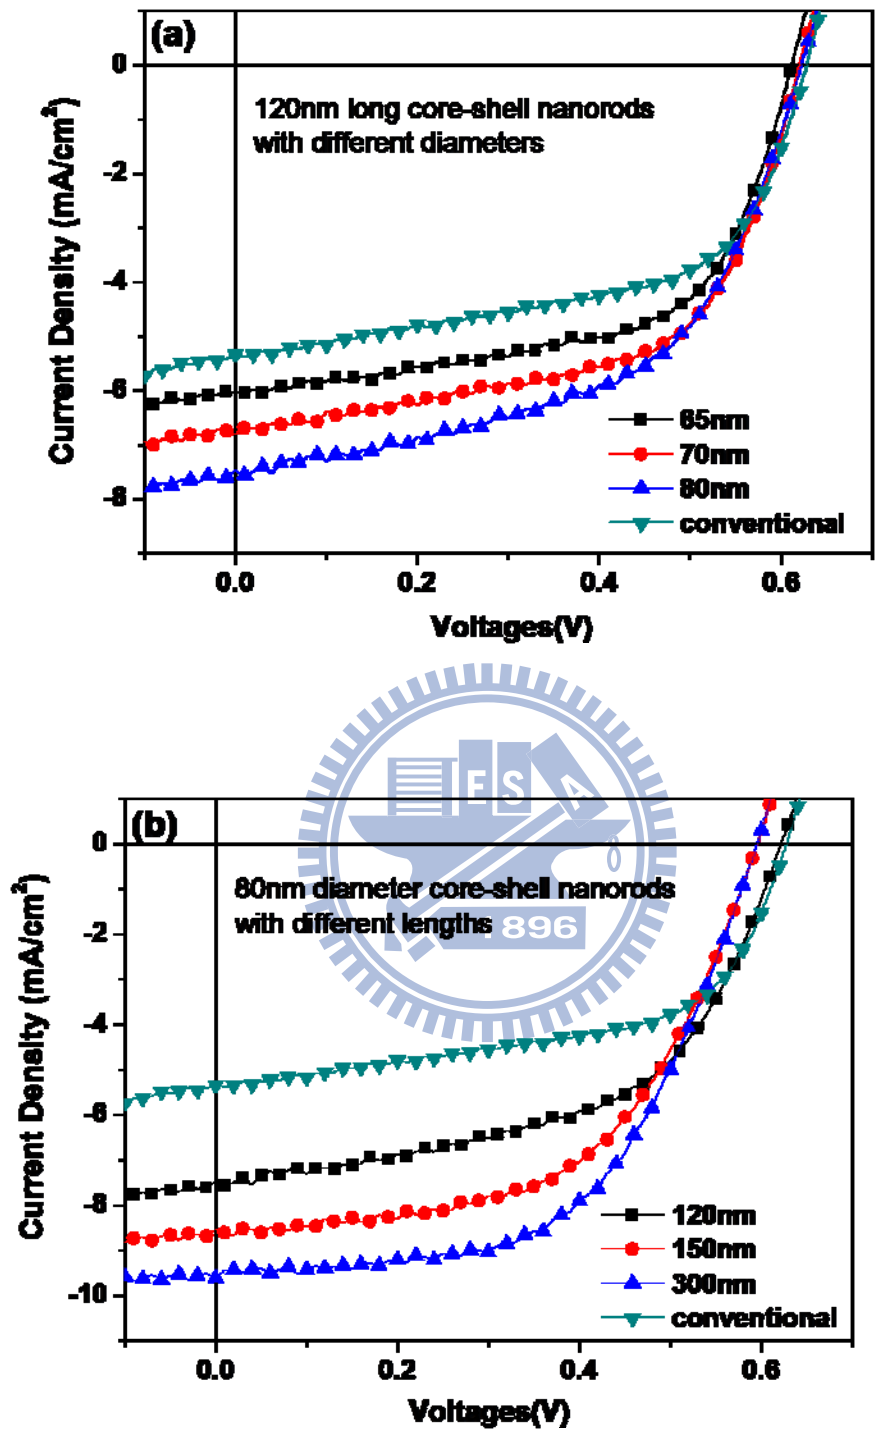 (a)
120nm long core-shell nanorods
with different diameters
Current Density (mA/cm²)
0
-2
-4
-6
-8
65nm
70nm
80nm
conventional
0.0 0.2 0.4 0.6
Voltages(V)
E S A
1896
(b)
80nm diameter core-shell nanorods
with different lengths
Current Density (mA/cm²)
0
-2
-4
-6
-8
-10
120nm
150nm
300nm
conventional
0.0 0.2 0.4 0.6
Voltages(V)